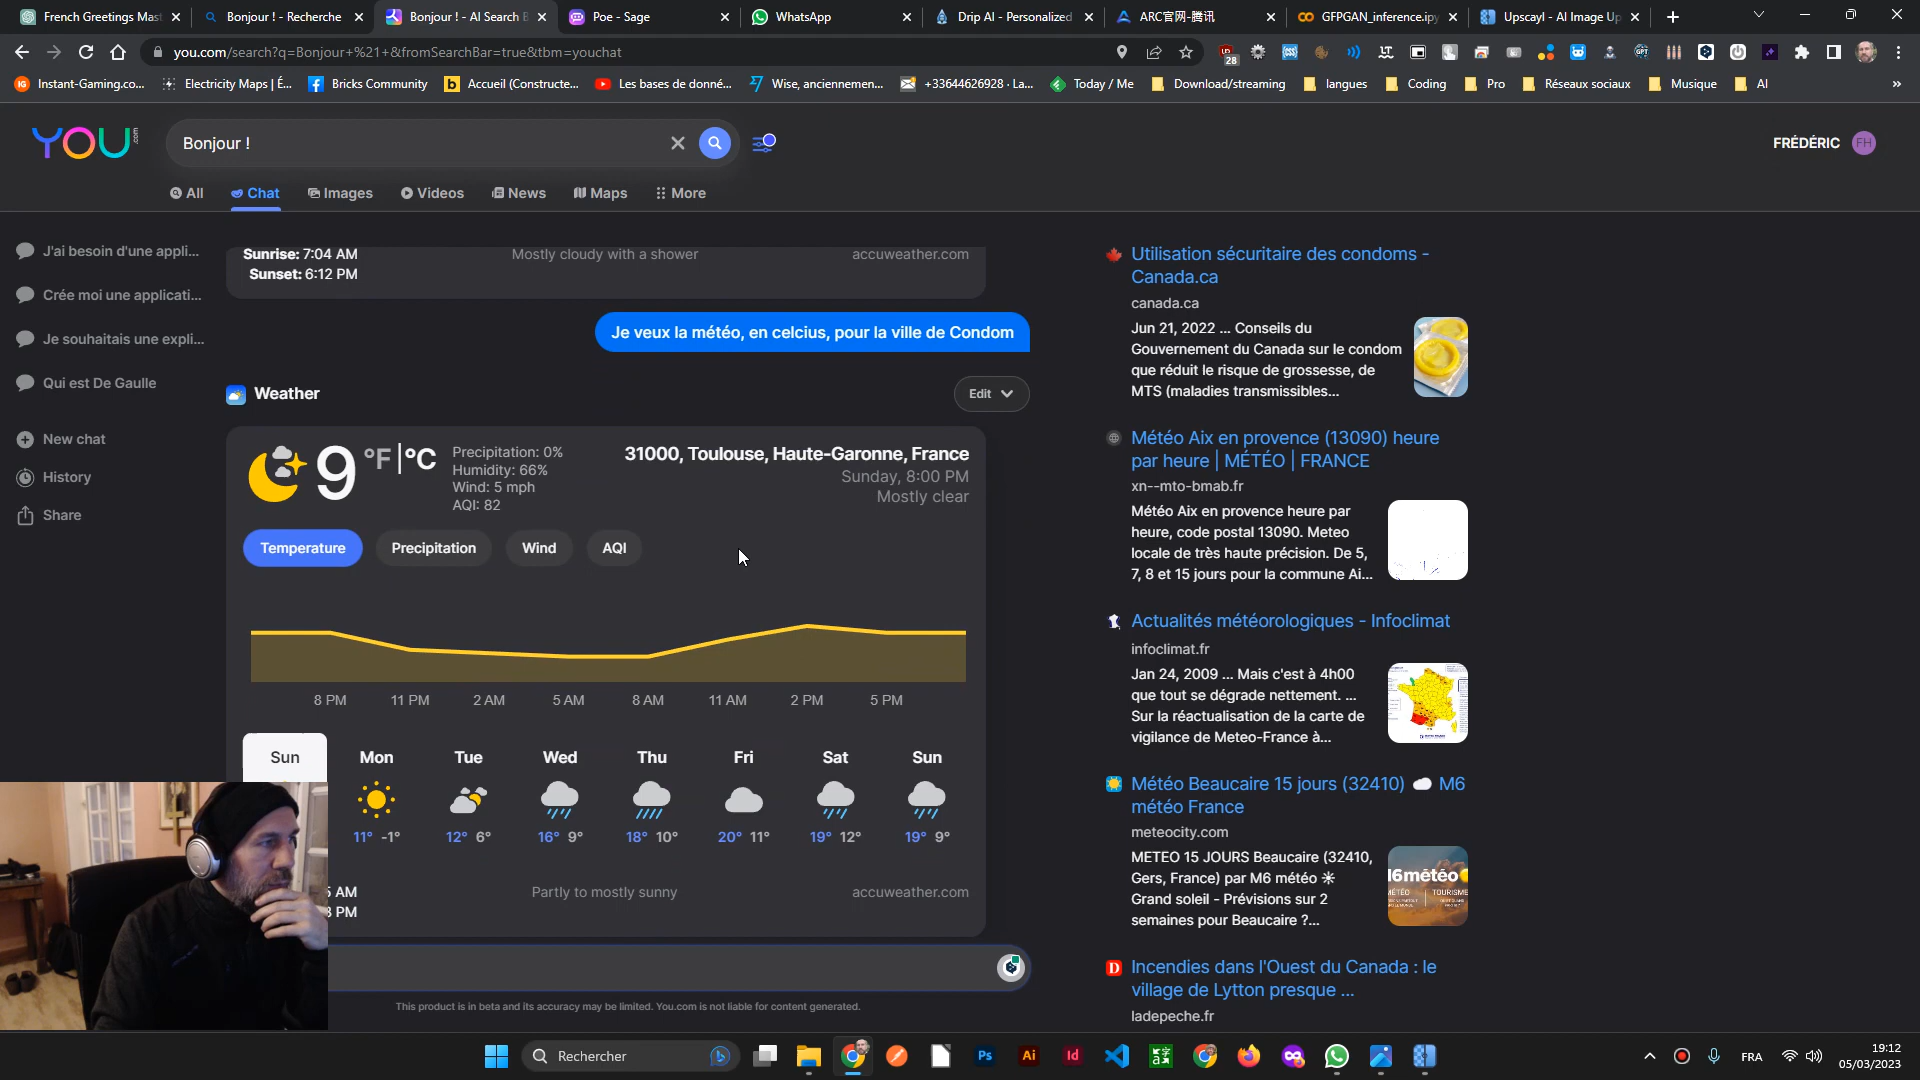 French Greetings Mast
Bonjour ! - Recherche
Bonjour ! - AI Search E
Poe - Sage
WhatsApp
Drip AI - Personalized
ARC官网-腾讯
GFPGAN_inference.ipy
Upscayl - AI Image Up
you.com/search?q=Bonjour+%21+&fromSearchBar=true&tbm=youchat
28
Instant-Gaming.co...
Electricity Maps | É...
Bricks Community
Accueil (Constructe...
Les bases de donné...
Wise, anciennemen...
+33644626928 · La...
Today / Me
Download/streaming
langues
Coding
Pro
Réseaux sociaux
Musique
AI
»
YOU.com
Bonjour !
FRÉDÉRIC
FH
All
Chat
Images
Videos
News
Maps
More
J'ai besoin d'une appli...
Crée moi une applicati...
Je souhaitais une expli...
Qui est De Gaulle
New chat
History
Share
Sunrise: 7:04 AM
Sunset: 6:12 PM
Mostly cloudy with a shower
accuweather.com
Je veux la météo, en celcius, pour la ville de Condom
Weather
Edit
9 °F|°C
Precipitation: 0%
Humidity: 66%
Wind: 5 mph
AQI: 82
31000, Toulouse, Haute-Garonne, France
Sunday, 8:00 PM
Mostly clear
Temperature
Precipitation
Wind
AQI
8 PM 11 PM 2 AM 5 AM 8 AM 11 AM 2 PM 5 PM
Sun Mon Tue Wed Thu Fri Sat Sun
11° -1° 12° 6° 16° 9° 18° 10° 20° 11° 19° 12° 19° 9°
AM
PM
Partly to mostly sunny
accuweather.com
This product is in beta and its accuracy may be limited. You.com is not liable for content generated.
Utilisation sécuritaire des condoms -
Canada.ca
canada.ca
Jun 21, 2022 ... Conseils du
Gouvernement du Canada sur le condom
que réduit le risque de grossesse, de
MTS (maladies transmissibles...
Météo Aix en provence (13090) heure
par heure | MÉTÉO | FRANCE
xn--mto-bmab.fr
Météo Aix en provence heure par
heure, code postal 13090. Meteo
locale de très haute précision. De 5,
7, 8 et 15 jours pour la commune Ai...
Actualités météorologiques - Infoclimat
infoclimat.fr
Jan 24, 2009 ... Mais c'est à 4h00
que tout se dégrade nettement. ...
Sur la réactualisation de la carte de
vigilance de Meteo-France à...
Météo Beaucaire 15 jours (32410) ☁ M6
météo France
meteocity.com
METEO 15 JOURS Beaucaire (32410,
Gers, France) par M6 météo ☀
Grand soleil - Prévisions sur 2
semaines pour Beaucaire ?...
Incendies dans l'Ouest du Canada : le
village de Lytton presque ...
ladepeche.fr
Rechercher
Ps
Ai
Id
FRA
19:12
05/03/2023